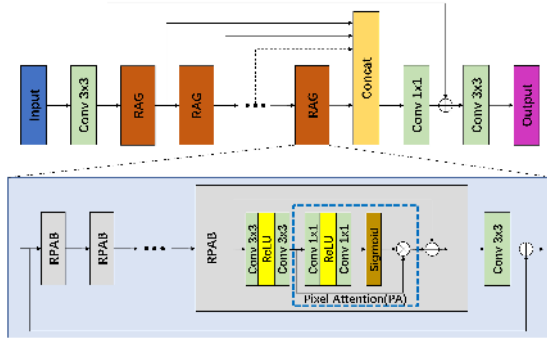 Input
Conv 3x3
RAG
RAG
RAG
Concat
Conv 1x1
Conv 3x3
Output
RPAB
RPAB
RPAB
Conv 3x3
ReLU
Conv 3x3
Conv 1x1
ReLU
Conv 1x1
Sigmoid
Pixel Attention(PA)
Conv 3x3